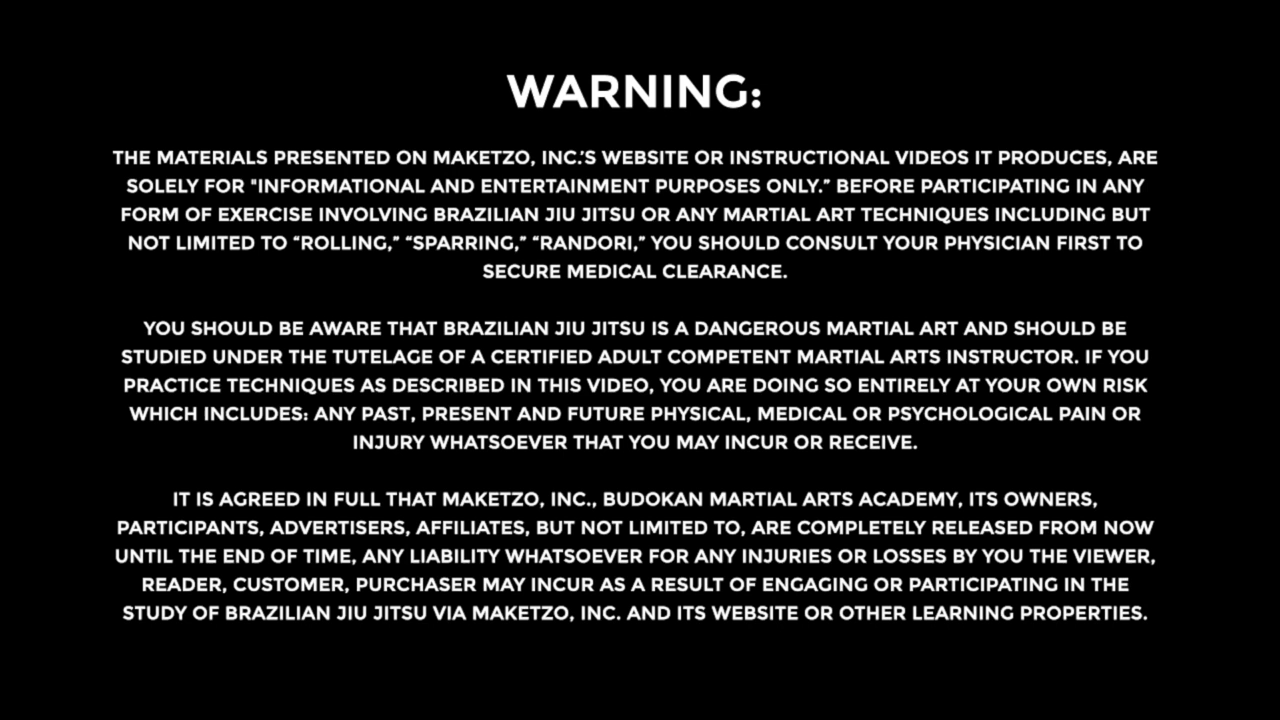 WARNING:
THE MATERIALS PRESENTED ON MAKETZO, INC.'S WEBSITE OR INSTRUCTIONAL VIDEOS IT PRODUCES, ARE
SOLELY FOR "INFORMATIONAL AND ENTERTAINMENT PURPOSES ONLY.” BEFORE PARTICIPATING IN ANY
FORM OF EXERCISE INVOLVING BRAZILIAN JIU JITSU OR ANY MARTIAL ART TECHNIQUES INCLUDING BUT
NOT LIMITED TO “ROLLING,” “SPARRING,” “RANDORI,” YOU SHOULD CONSULT YOUR PHYSICIAN FIRST TO
SECURE MEDICAL CLEARANCE.
YOU SHOULD BE AWARE THAT BRAZILIAN JIU JITSU IS A DANGEROUS MARTIAL ART AND SHOULD BE
STUDIED UNDER THE TUTELAGE OF A CERTIFIED ADULT COMPETENT MARTIAL ARTS INSTRUCTOR. IF YOU
PRACTICE TECHNIQUES AS DESCRIBED IN THIS VIDEO, YOU ARE DOING SO ENTIRELY AT YOUR OWN RISK
WHICH INCLUDES: ANY PAST, PRESENT AND FUTURE PHYSICAL, MEDICAL OR PSYCHOLOGICAL PAIN OR
INJURY WHATSOEVER THAT YOU MAY INCUR OR RECEIVE.
IT IS AGREED IN FULL THAT MAKETZO, INC., BUDOKAN MARTIAL ARTS ACADEMY, ITS OWNERS,
PARTICIPANTS, ADVERTISERS, AFFILIATES, BUT NOT LIMITED TO, ARE COMPLETELY RELEASED FROM NOW
UNTIL THE END OF TIME, ANY LIABILITY WHATSOEVER FOR ANY INJURIES OR LOSSES BY YOU THE VIEWER,
READER, CUSTOMER, PURCHASER MAY INCUR AS A RESULT OF ENGAGING OR PARTICIPATING IN THE
STUDY OF BRAZILIAN JIU JITSU VIA MAKETZO, INC. AND ITS WEBSITE OR OTHER LEARNING PROPERTIES.